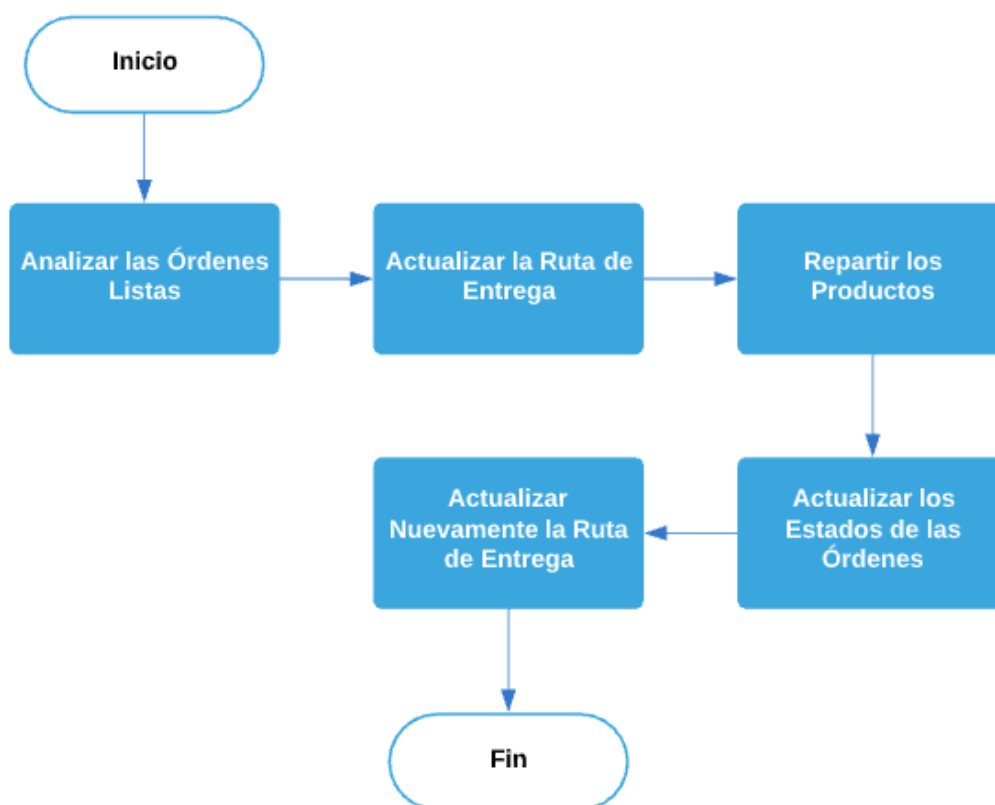 Inicio
Analizar las Órdenes
Listas
Actualizar la Ruta de
Entrega
Repartir los
Productos
Actualizar los
Estados de las
Órdenes
Actualizar
Nuevamente la Ruta
de Entrega
Fin